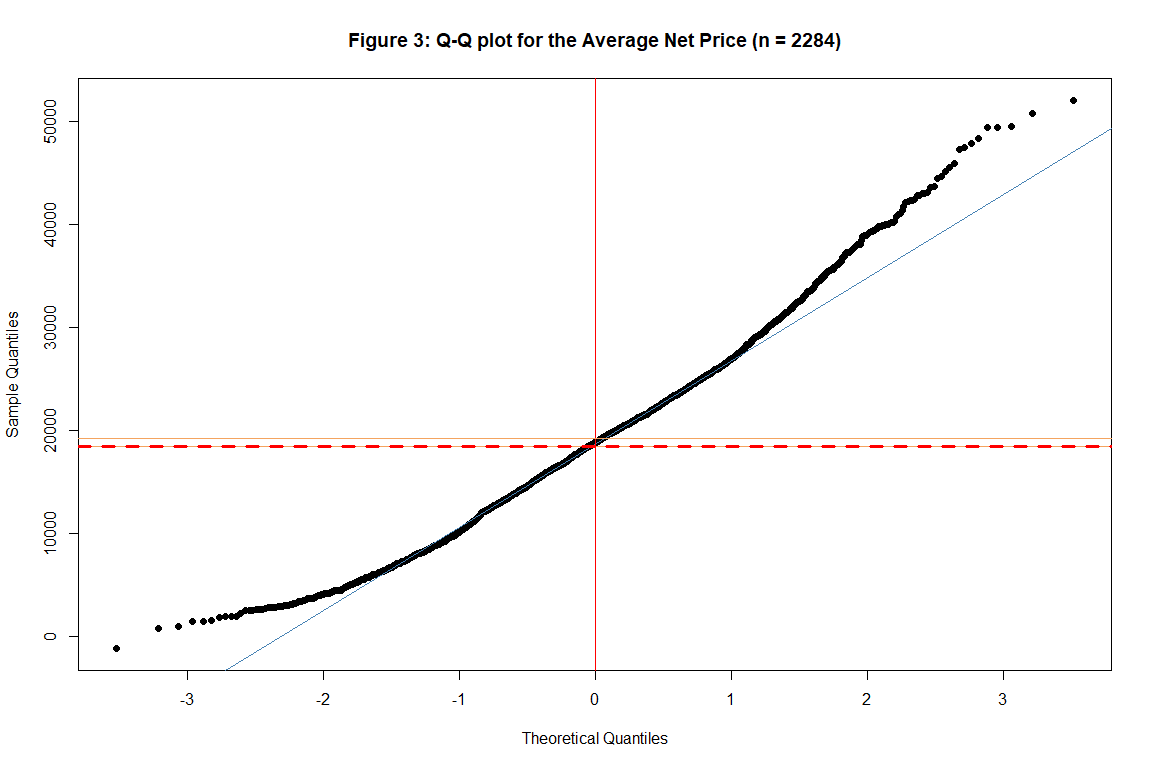 Figure 3: Q-Q plot for the Average Net Price (n = 2284)
50000
40000
30000
20000
10000
0
Sample Quantiles
-3 -2 -1 0 1 2 3
Theoretical Quantiles